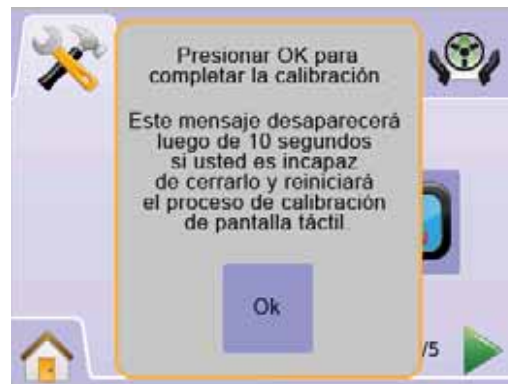 Presionar OK para
completar la calibración
Este mensaje desaparecerá
luego de 10 segundos
si usted es incapaz
de cerrarlo y reiniciará
el proceso de calibración
de pantalla táctil
Ok
/5